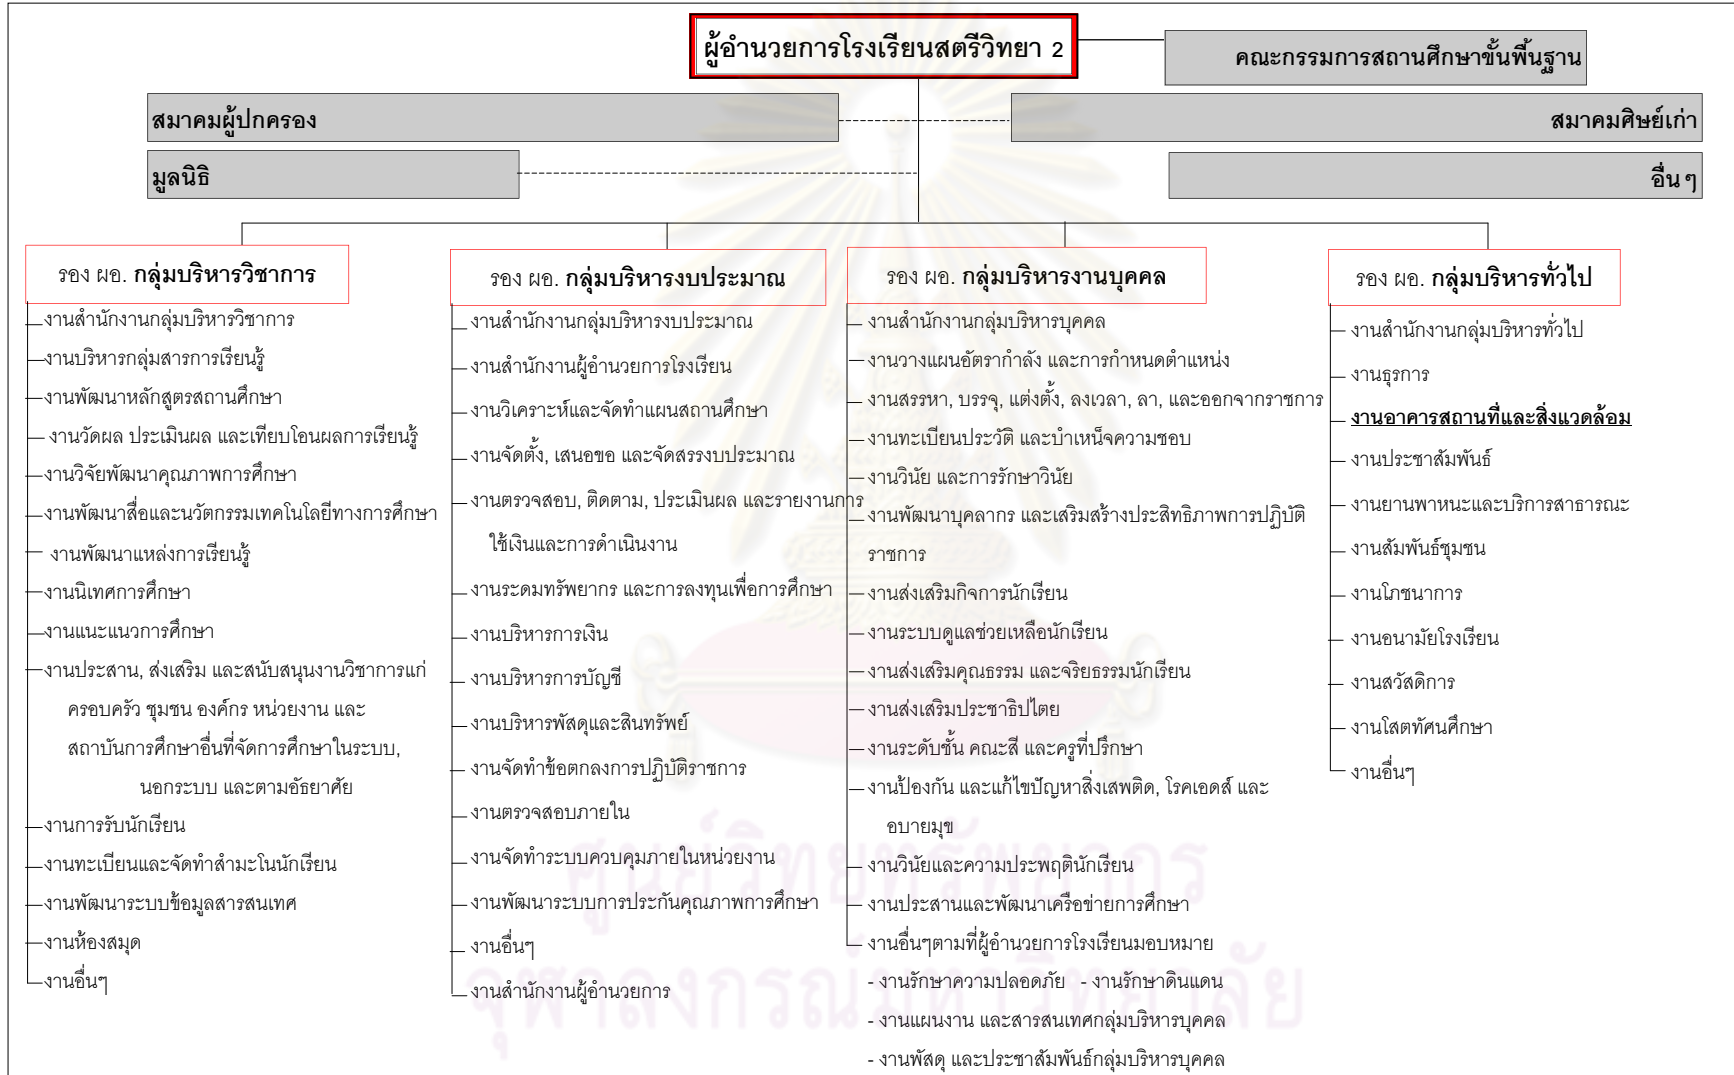 ผู้อำนวยการโรงเรียนสตรีวิทยา 2
คณะกรรมการสถานศึกษาขั้นพื้นฐาน
สมาคมผู้ปกครอง
สมาคมศิษย์เก่า
มูลนิธิ
อื่น ๆ
รอง ผอ. กลุ่มบริหารวิชาการ
งานสำนักงานกลุ่มบริหารวิชาการ
งานบริหารกลุ่มสารการเรียนรู้
งานพัฒนาหลักสูตรสถานศึกษา
งานวัดผล ประเมินผล และเทียบโอนผลการเรียนรู้
งานวิจัยพัฒนาคุณภาพการศึกษา
งานพัฒนาสื่อและนวัตกรรมเทคโนโลยีทางการศึกษา
งานพัฒนาแหล่งการเรียนรู้
งานนิเทศการศึกษา
งานแนะแนวการศึกษา
งานประสาน, ส่งเสริม และสนับสนุนงานวิชาการแก่
ครอบครัว ชุมชน องค์กร หน่วยงาน และ
สถาบันการศึกษาอื่นที่จัดการศึกษาในระบบ,
นอกระบบ และตามอัธยาศัย
งานการรับนักเรียน
งานทะเบียนและจัดทำสำมะโนนักเรียน
งานพัฒนาระบบข้อมูลสารสนเทศ
งานห้องสมุด
งานอื่นๆ
รอง ผอ. กลุ่มบริหารงบประมาณ
งานสำนักงานกลุ่มบริหารงบประมาณ
งานสำนักงานผู้อำนวยการโรงเรียน
งานวิเคราะห์และจัดทำแผนสถานศึกษา
งานจัดตั้ง, เสนอขอ และจัดสรรงบประมาณ
งานตรวจสอบ, ติดตาม, ประเมินผล และรายงานการ
ใช้เงินและการดำเนินงาน
งานระดมทรัพยากร และการลงทุนเพื่อการศึกษา
งานบริหารการเงิน
งานบริหารการบัญชี
งานบริหารพัสดุและสินทรัพย์
งานจัดทำข้อตกลงการปฏิบัติราชการ
งานตรวจสอบภายใน
งานจัดทำระบบควบคุมภายในหน่วยงาน
งานพัฒนาระบบการประกันคุณภาพการศึกษา
งานอื่นๆ
งานสำนักงานผู้อำนวยการ
รอง ผอ. กลุ่มบริหารงานบุคคล
งานสำนักงานกลุ่มบริหารบุคคล
งานวางแผนอัตรากำลัง และการกำหนดตำแหน่ง
งานสรรหา, บรรจุ, แต่งตั้ง, ลงเวลา, ลา, และออกจากราชการ
งานทะเบียนประวัติ และบำเหน็จความชอบ
งานวินัย และการรักษาวินัย
งานพัฒนาบุคลากร และเสริมสร้างประสิทธิภาพการปฏิบัติ
ราชการ
งานส่งเสริมกิจการนักเรียน
งานระบบดูแลช่วยเหลือนักเรียน
งานส่งเสริมคุณธรรม และจริยธรรมนักเรียน
งานส่งเสริมประชาธิปไตย
งานระดับชั้น คณะสี และครูที่ปรึกษา
งานป้องกัน และแก้ไขปัญหาสิ่งเสพติด, โรคเอดส์ และ
อบายมุข
งานวินัยและความประพฤตินักเรียน
งานประสานและพัฒนาเครือข่ายการศึกษา
งานอื่นๆตามที่ผู้อำนวยการโรงเรียนมอบหมาย
- งานรักษาความปลอดภัย - งานรักษาดินแดน
- งานแผนงาน และสารสนเทศกลุ่มบริหารบุคคล
- งานพัสดุ และประชาสัมพันธ์กลุ่มบริหารบุคคล
รอง ผอ. กลุ่มบริหารทั่วไป
งานสำนักงานกลุ่มบริหารทั่วไป
งานธุรการ
งานอาคารสถานที่และสิ่งแวดล้อม
งานประชาสัมพันธ์
งานยานพาหนะและบริการสาธารณะ
งานสัมพันธ์ชุมชน
งานโภชนาการ
งานอนามัยโรงเรียน
งานสวัสดิการ
งานโสตทัศนศึกษา
งานอื่นๆ
ศูนย์วิทยทรัพยากร
จุฬาลงกรณ์มหาวิทยาลัย